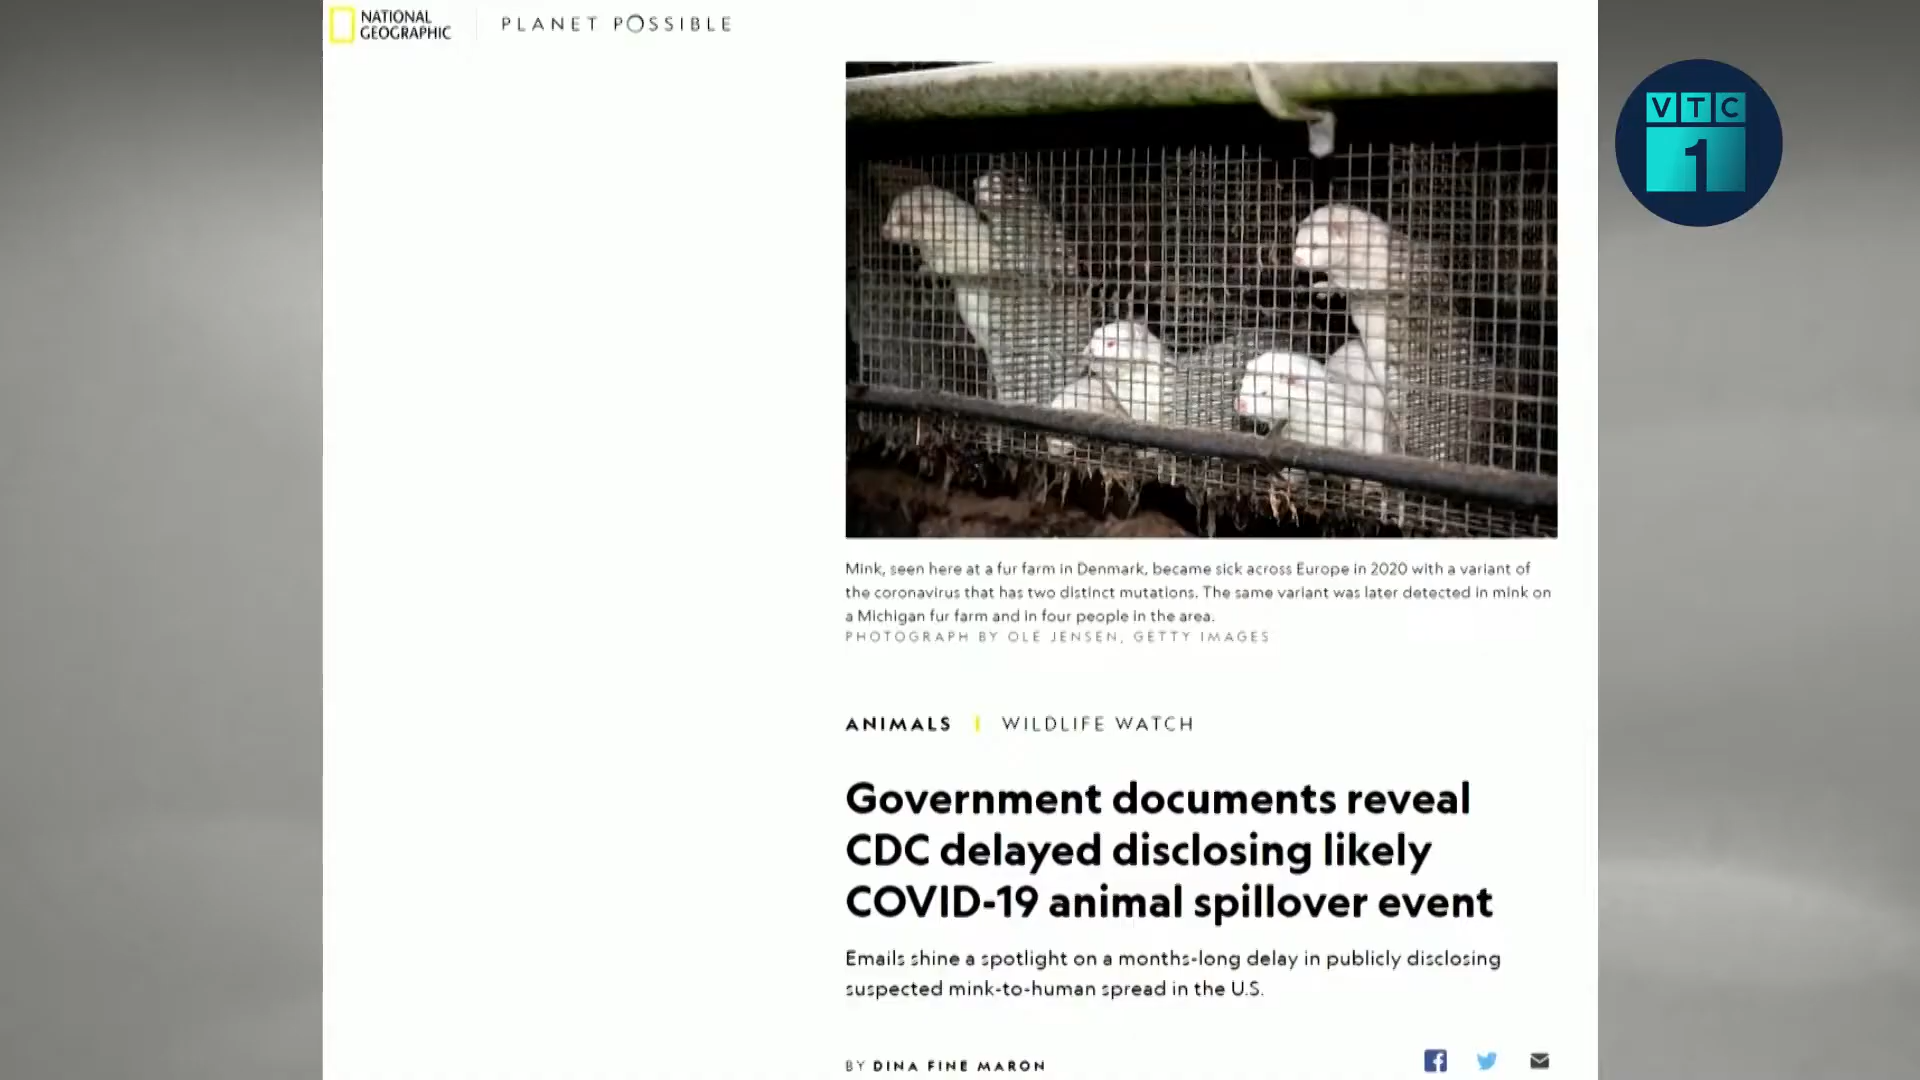 NATIONAL
GEOGRAPHIC
PLANET POSSIBLE
VTC
1
Mink, seen here at a fur farm in Denmark, became sick across Europe in 2020 with a variant of
the coronavirus that has two distinct mutations. The same variant was later detected in mink on
a Michigan fur farm and in four people in the area.
PHOTOGRAPH BY OLE JENSEN, GETTY IMAGES
ANIMALS | WILDLIFE WATCH
Government documents reveal
CDC delayed disclosing likely
COVID-19 animal spillover event
Emails shine a spotlight on a months-long delay in publicly disclosing
suspected mink-to-human spread in the U.S.
BY DINA FINE MARON